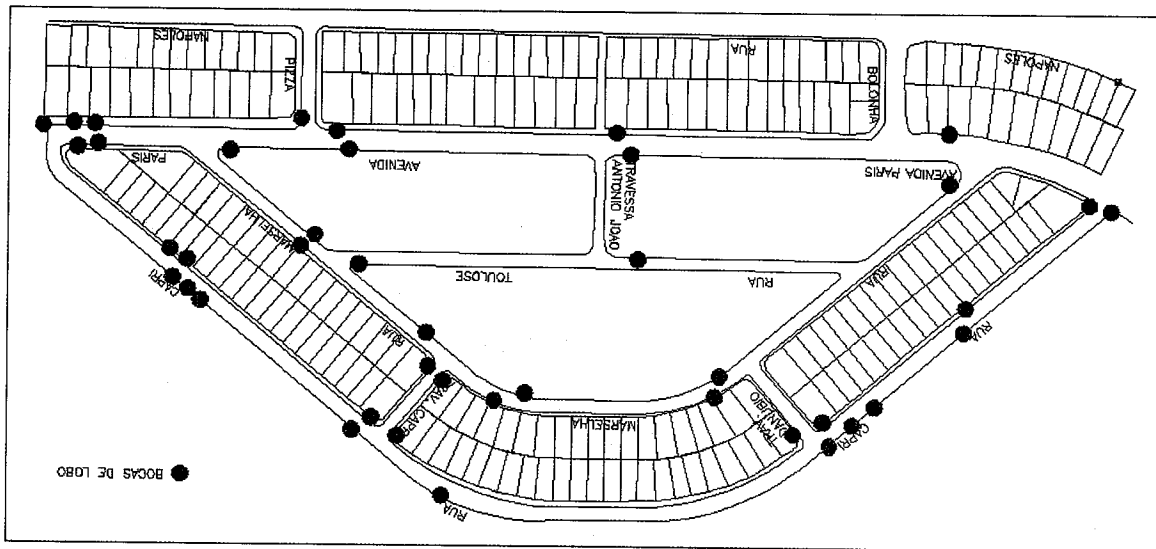 NAPOLES
RUA
NAPOLES
PIZZA
BOLONHA
PARIS
AVENIDA
TRAVESSA
ANTONIO JOAO
AVENIDA PARIS
MARSELHA
TOULOSE
RUA
RUA
CAPRI
RUA
RUA
TRAV. CAPRI
MARSELHA
TRAV.
DANUBIO
CAPRI
RUA
BOCAS DE LOBO